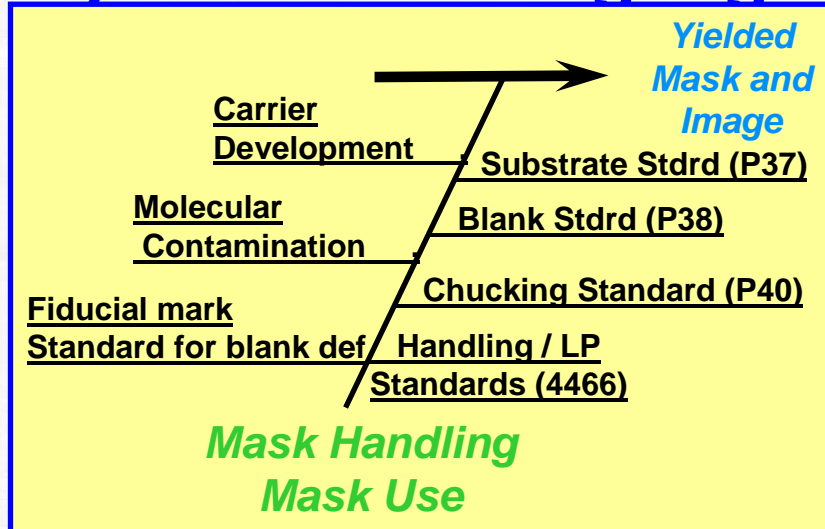 Yielded
Mask and
Image
Carrier
Development
Substrate Stdrd (P37)
Molecular
Contamination
Blank Stdrd (P38)
Chucking Standard (P40)
Fiducial mark
Standard for blank def
Handling / LP
Standards (4466)
Mask Handling
Mask Use